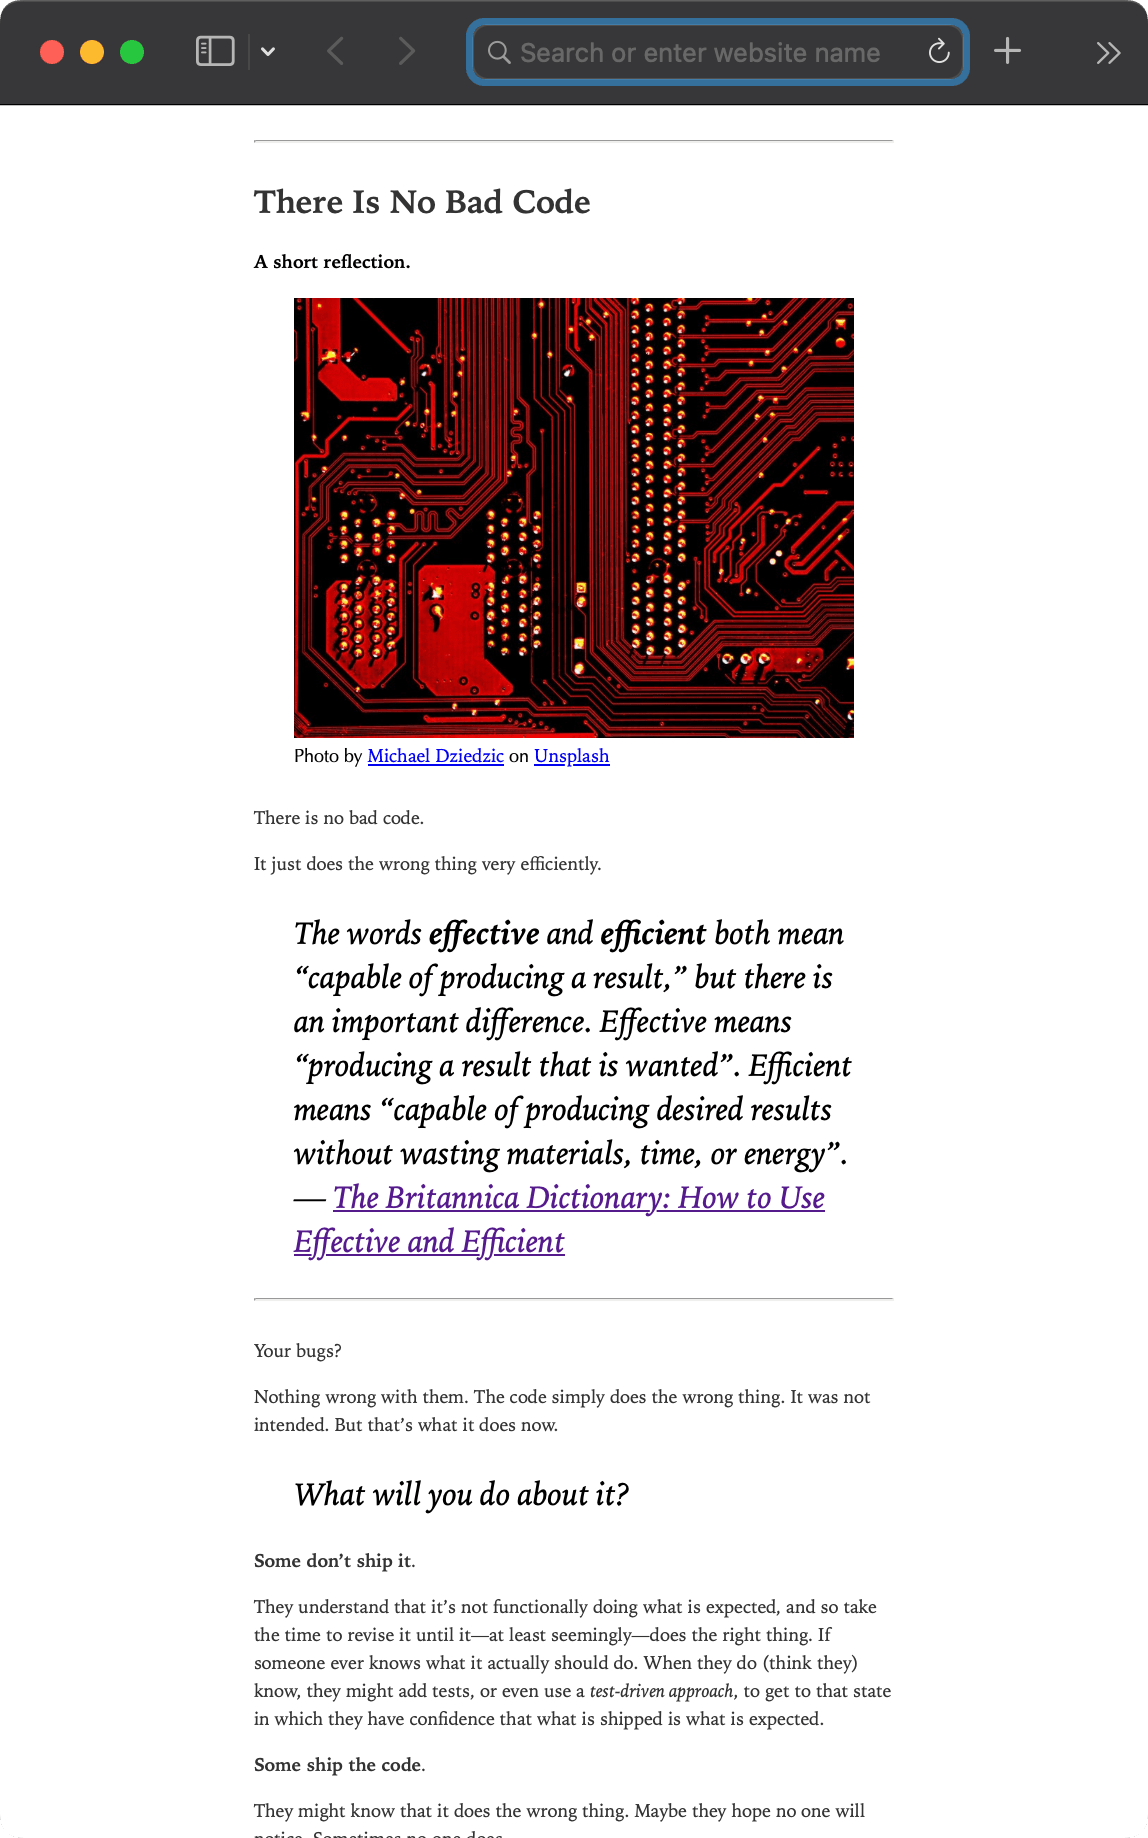 Search or enter website name
There Is No Bad Code
A short reflection.
Photo by Michael Dziedzic on Unsplash
There is no bad code.
It just does the wrong thing very efficiently.
The words effective and efficient both mean
“capable of producing a result,” but there is
an important difference. Effective means
“producing a result that is wanted”. Efficient
means “capable of producing desired results
without wasting materials, time, or energy”.
— The Britannica Dictionary: How to Use
Effective and Efficient
Your bugs?
Nothing wrong with them. The code simply does the wrong thing. It was not
intended. But that’s what it does now.
What will you do about it?
Some don’t ship it.
They understand that it’s not functionally doing what is expected, and so take
the time to revise it until it—at least seemingly—does the right thing. If
someone ever knows what it actually should do. When they do (think they)
know, they might add tests, or even use a test-driven approach, to get to that state
in which they have confidence that what is shipped is what is expected.
Some ship the code.
They might know that it does the wrong thing. Maybe they hope no one will
notice. Sometimes no one does.